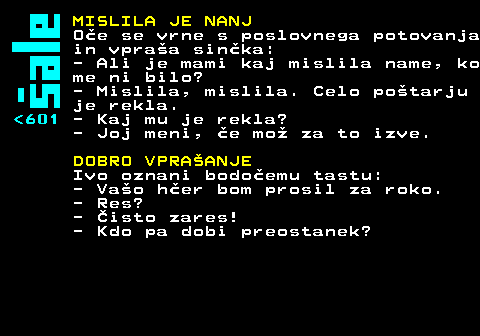 šale
<601
MISLILA JE NANJ
Oče se vrne s poslovnega potovanja
in vpraša sinčka:
- Ali je mami kaj mislila name, ko
me ni bilo?
- Mislila, mislila. Celo poštarju
je rekla.
- Kaj mu je rekla?
- Joj meni, če mož za to izve.
DOBRO VPRAŠANJE
Ivo oznani bodočemu tastu:
- Vašo hčer bom prosil za roko.
- Res?
- Čisto zares!
- Kdo pa dobi preostanek?